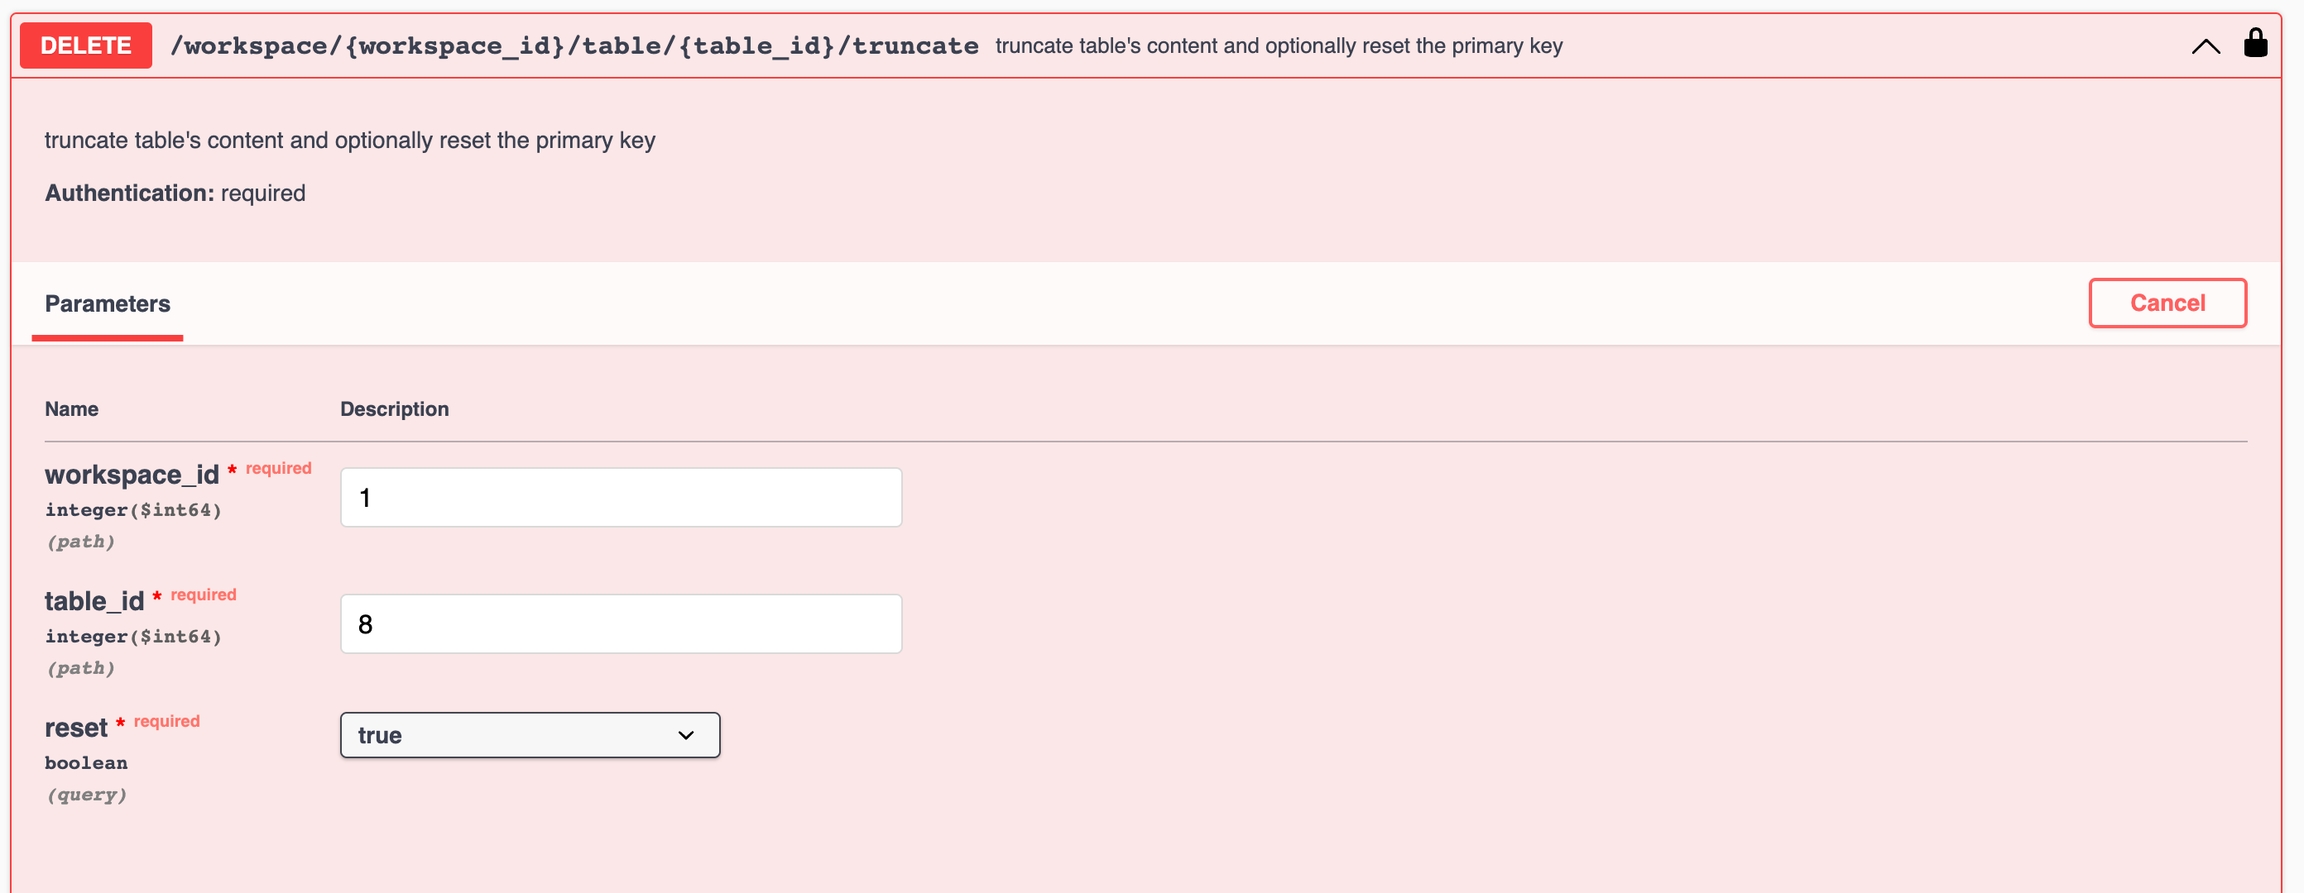 DELETE /workspace/{workspace_id}/table/{table_id}/truncate truncate table's content and optionally reset the primary key
truncate table's content and optionally reset the primary key
Authentication: required
Parameters Cancel
Name Description
workspace_id * required
integer($int64)
(path)
1
table_id * required
integer($int64)
(path)
8
reset * required
boolean
(query)
true